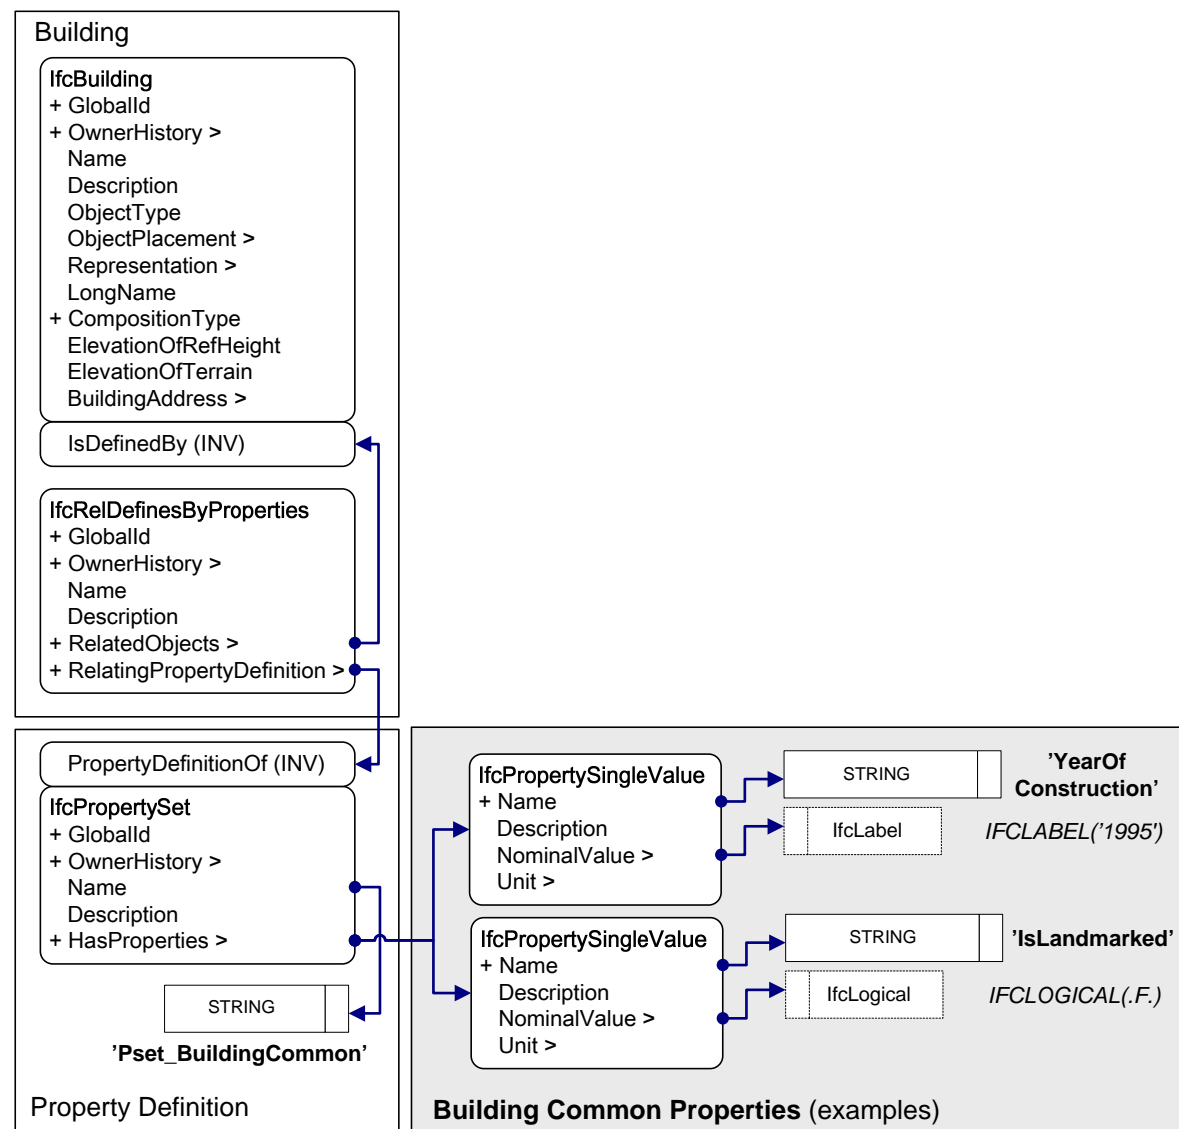 Building
IfcBuilding
+ GlobalId
+ OwnerHistory >
Name
Description
ObjectType
ObjectPlacement >
Representation >
LongName
+ CompositionType
ElevationOfRefHeight
ElevationOfTerrain
BuildingAddress >
IsDefinedBy (INV)
IfcRelDefinesByProperties
+ GlobalId
+ OwnerHistory >
Name
Description
+ RelatedObjects >
+ RelatingPropertyDefinition >
PropertyDefinitionOf (INV)
IfcPropertySet
+ GlobalId
+ OwnerHistory >
Name
Description
+ HasProperties >
STRING
’Pset_BuildingCommon’
Property Definition
IfcPropertySingleValue
+ Name
Description
NominalValue >
Unit >
STRING
’YearOf
Construction’
IfcLabel
IFCLABEL('1995')
IfcPropertySingleValue
+ Name
Description
NominalValue >
Unit >
STRING
’IsLandmarked’
IfcLogical
IFCLOGICAL(.F.)
Building Common Properties (examples)